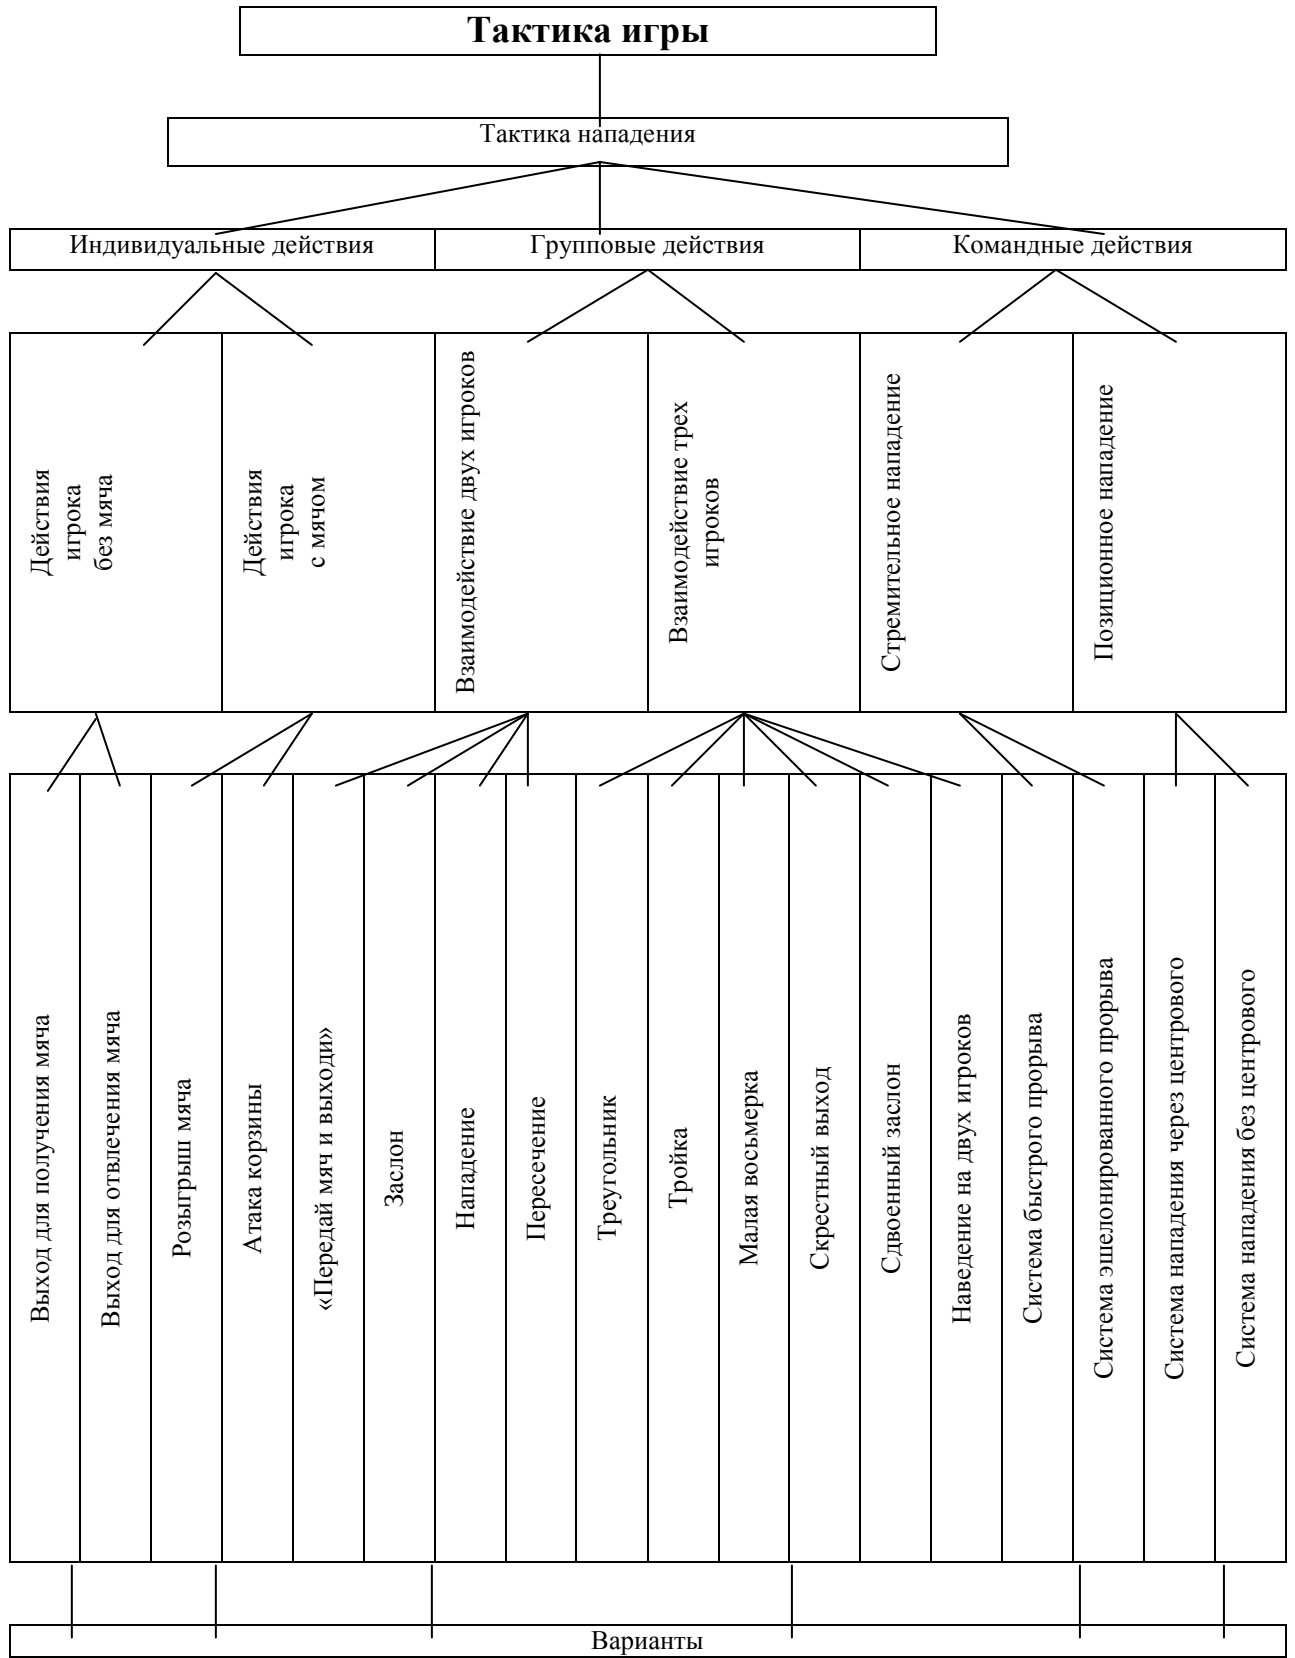 Тактика игры
Тактика нападения
Индивидуальные действия
Групповые действия
Командные действия
Действия
игрока
без мяча
Действия
игрока
с мячом
Взаимодействие двух игроков
Взаимодействие трех
игроков
Стремительное нападение
Позиционное нападение
Выход для получения мяча
Выход для отвлечения мяча
Розыгрыш мяча
Атака корзины
«Передай мяч и выходи»
Заслон
Нападение
Пересечение
Треугольник
Тройка
Малая восьмерка
Скрестный выход
Сдвоенный заслон
Наведение на двух игроков
Система быстрого прорыва
Система эшелонированного прорыва
Система нападения через центрового
Система нападения без центрового
Варианты